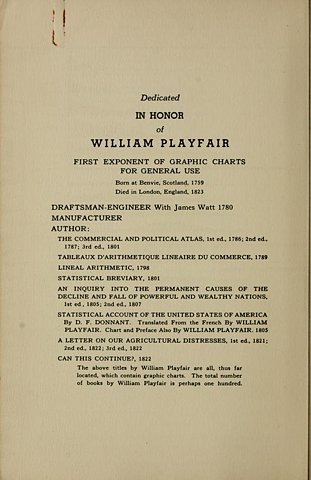 Dedicated
IN HONOR
of
WILLIAM PLAYFAIR
FIRST EXPONENT OF GRAPHIC CHARTS
FOR GENERAL USE
Born at Benvie, Scotland, 1759
Died in London, England, 1823
DRAFTSMAN-ENGINEER With James Watt 1780
MANUFACTURER
AUTHOR:
THE COMMERCIAL AND POLITICAL ATLAS, 1st ed., 1786; 2nd ed.,
1787; 3rd ed., 1801
TABLEAUX D'ARITHMETIQUE LINEAIRE DU COMMERCE, 1789
LINEAL ARITHMETIC, 1798
STATISTICAL BREVIARY, 1801
AN INQUIRY INTO THE PERMANENT CAUSES OF THE
DECLINE AND FALL OF POWERFUL AND WEALTHY NATIONS,
1st ed., 1805; 2nd ed., 1807
STATISTICAL ACCOUNT OF THE UNITED STATES OF AMERICA
By D. F. DONNANT. Translated From the French By WILLIAM
PLAYFAIR. Chart and Preface Also By WILLIAM PLAYFAIR. 1805
A LETTER ON OUR AGRICULTURAL DISTRESSES, 1st ed., 1821;
2nd ed., 1822; 3rd ed., 1822
CAN THIS CONTINUE?, 1822
The above titles by William Playfair are all, thus far
located, which contain graphic charts. The total number
of books by William Playfair is perhaps one hundred.